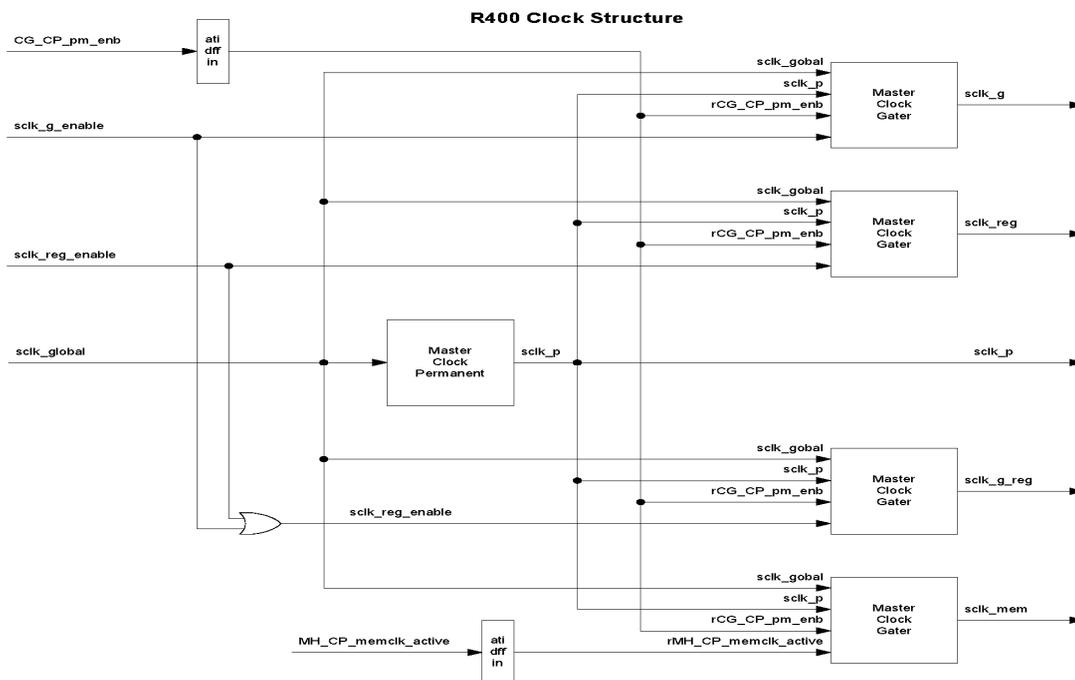 R400 Clock Structure
CG_CP_pm_enb
ati
dff
in
sclk_gobal
sclk_p
rCG_CP_pm_enb
Master
Clock
Gater
sclk_g
sclk_g_enable
sclk_gobal
sclk_p
rCG_CP_pm_enb
Master
Clock
Gater
sclk_reg
sclk_reg_enable
sclk_global
Master
Clock
Permanent
sclk_p
sclk_p
sclk_gobal
sclk_p
rCG_CP_pm_enb
Master
Clock
Gater
sclk_g_reg
sclk_reg_enable
sclk_gobal
sclk_p
rCG_CP_pm_enb
rMH_CP_memclk_active
Master
Clock
Gater
sclk_mem
MH_CP_memclk_active
ati
dff
in